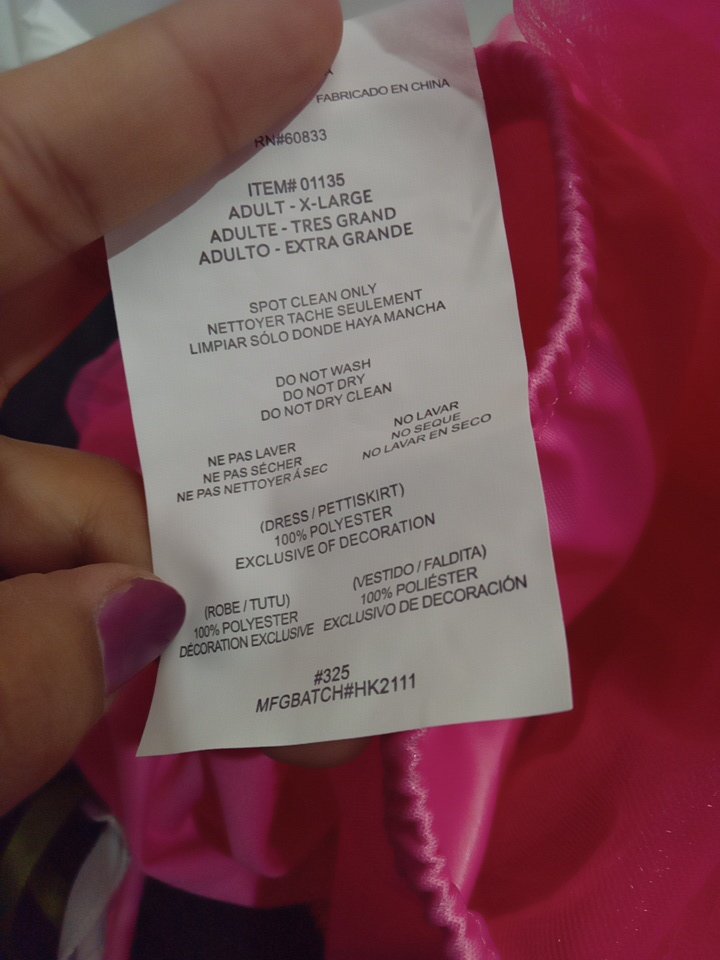 FABRICADO EN CHINA
RN#60833
ITEM# 01135
ADULT - X-LARGE
ADULTE - TRES GRAND
ADULTO - EXTRA GRANDE
SPOT CLEAN ONLY
NETTOYER TACHE SEULEMENT
LIMPIAR SÓLO DONDE HAYA MANCHA
DO NOT WASH
DO NOT DRY
DO NOT DRY CLEAN
NE PAS LAVER
NE PAS SÉCHER
NE PAS NETTOYER Á SEC
NO LAVAR
NO SEQUE
NO LAVAR EN SECO
(DRESS / PETTISKIRT)
100% POLYESTER
EXCLUSIVE OF DECORATION
(ROBE / TUTU)
100% POLYESTER
DÉCORATION EXCLUSIVE
(VESTIDO / FALDITA)
100% POLIÉSTER
EXCLUSIVO DE DECORACIÓN
#325
MFGBATCH#HK2111